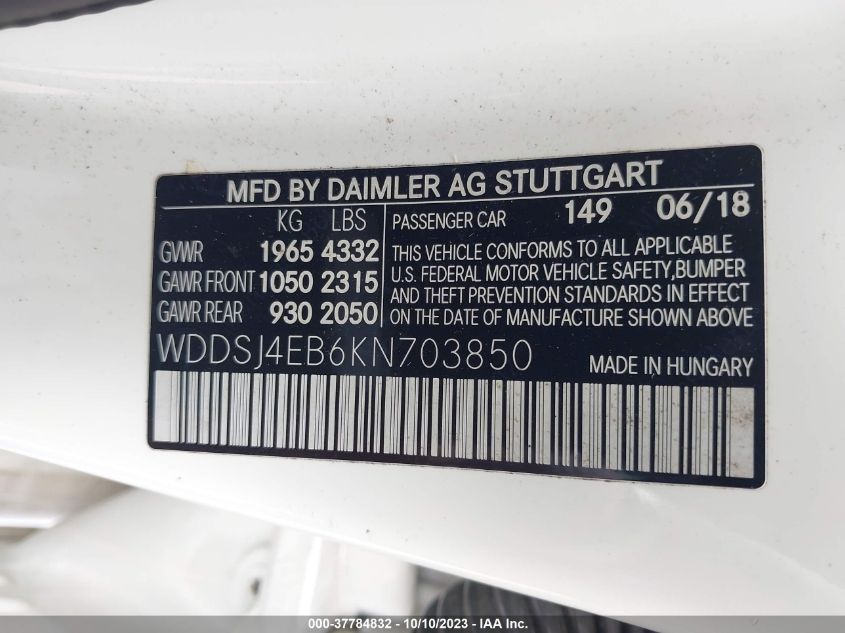 MFD BY DAIMLER AG STUTTGART
KG LBS
GVWR 1965 4332
GAWR FRONT 1050 2315
GAWR REAR 930 2050
PASSENGER CAR 149 06/18
THIS VEHICLE CONFORMS TO ALL APPLICABLE
U.S. FEDERAL MOTOR VEHICLE SAFETY, BUMPER
AND THEFT PREVENTION STANDARDS IN EFFECT
ON THE DATE OF MANUFACTURE SHOWN ABOVE
WDDSJ4EB6KN703850 MADE IN HUNGARY
000-37784832 - 10/10/2023 - IAA Inc.